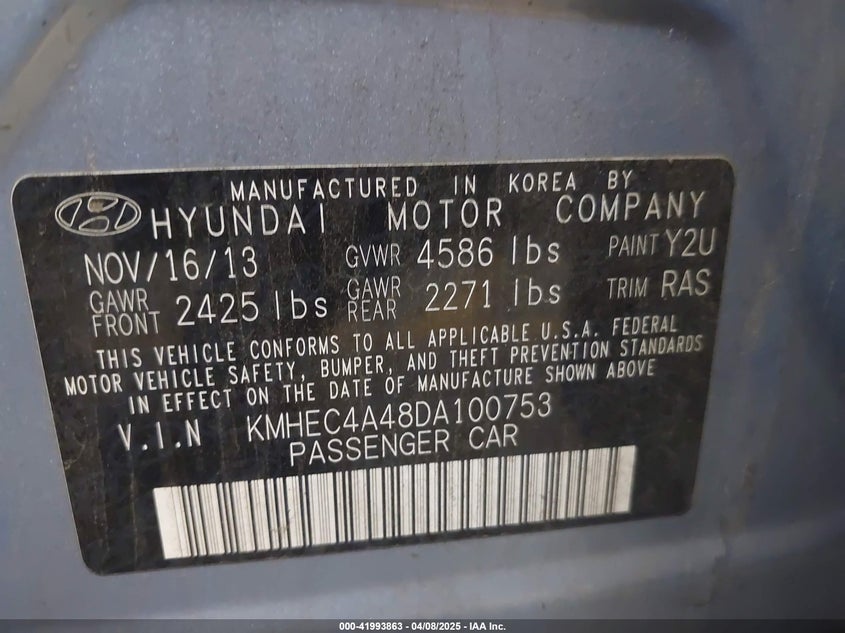 MANUFACTURED IN KOREA BY
HYUNDAI MOTOR COMPANY
NOV/16/13 GVWR 4586 lbs PAINT Y2U
GAWR FRONT 2425 lbs GAWR REAR 2271 lbs TRIM RAS
THIS VEHICLE CONFORMS TO ALL APPLICABLE U.S.A. FEDERAL
MOTOR VEHICLE SAFETY, BUMPER, AND THEFT PREVENTION STANDARDS
IN EFFECT ON THE DATE OF MANUFACTURE SHOWN ABOVE
V.I.N KMHEC4A48DA100753
PASSENGER CAR
000-41993863 - 04/08/2025 - IAA Inc.